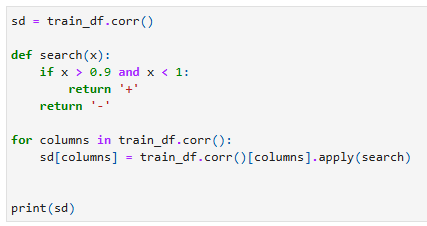 sd = train_df.corr()
def search(x):
    if x > 0.9 and x < 1:
        return '+'
    return '-'
for columns in train_df.corr():
    sd[columns] = train_df.corr()[columns].apply(search)
print(sd)